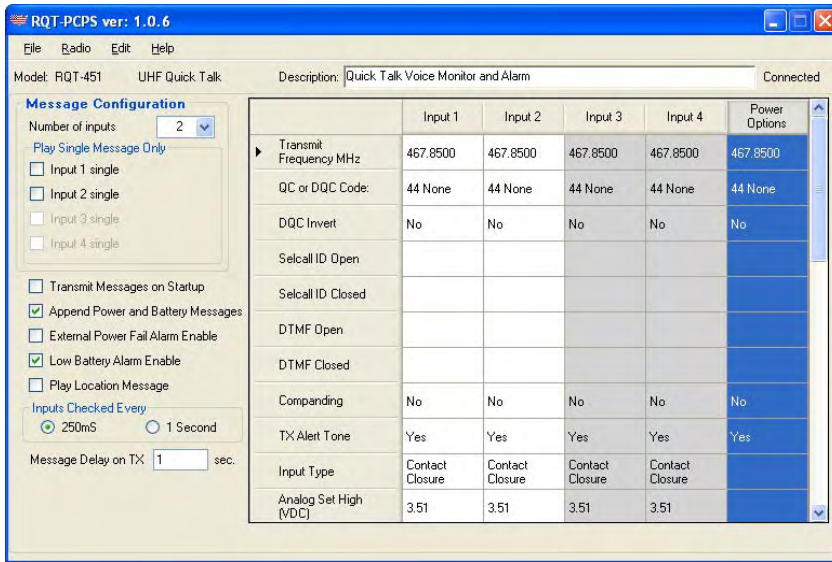 RQT-PCPS ver: 1.0.6
File Radio Edit Help
Model: RQT-451 UHF Quick Talk Description: Quick Talk Voice Monitor and Alarm Connected
Message Configuration
Number of inputs 2
Play Single Message Only
Input 1 single
Input 2 single
Input 3 single
Input 4 single
Transmit Messages on Startup
Append Power and Battery Messages
External Power Fail Alarm Enable
Low Battery Alarm Enable
Play Location Message
Inputs Checked Every
250mS 1 Second
Message Delay on TX 1 sec.
Input 1 Input 2 Input 3 Input 4 Power Options
Transmit Frequency MHz 467.8500 467.8500 467.8500 467.8500 467.8500
QC or DQC Code: 44 None 44 None 44 None 44 None 44 None
DQC Invert No No No No No
Selcall ID Open
Selcall ID Closed
DTMF Open
DTMF Closed
Companding No No No No No
TX Alert Tone Yes Yes Yes Yes Yes
Input Type Contact Closure Contact Closure Contact Closure Contact Closure
Analog Set High (VDC) 3.51 3.51 3.51 3.51